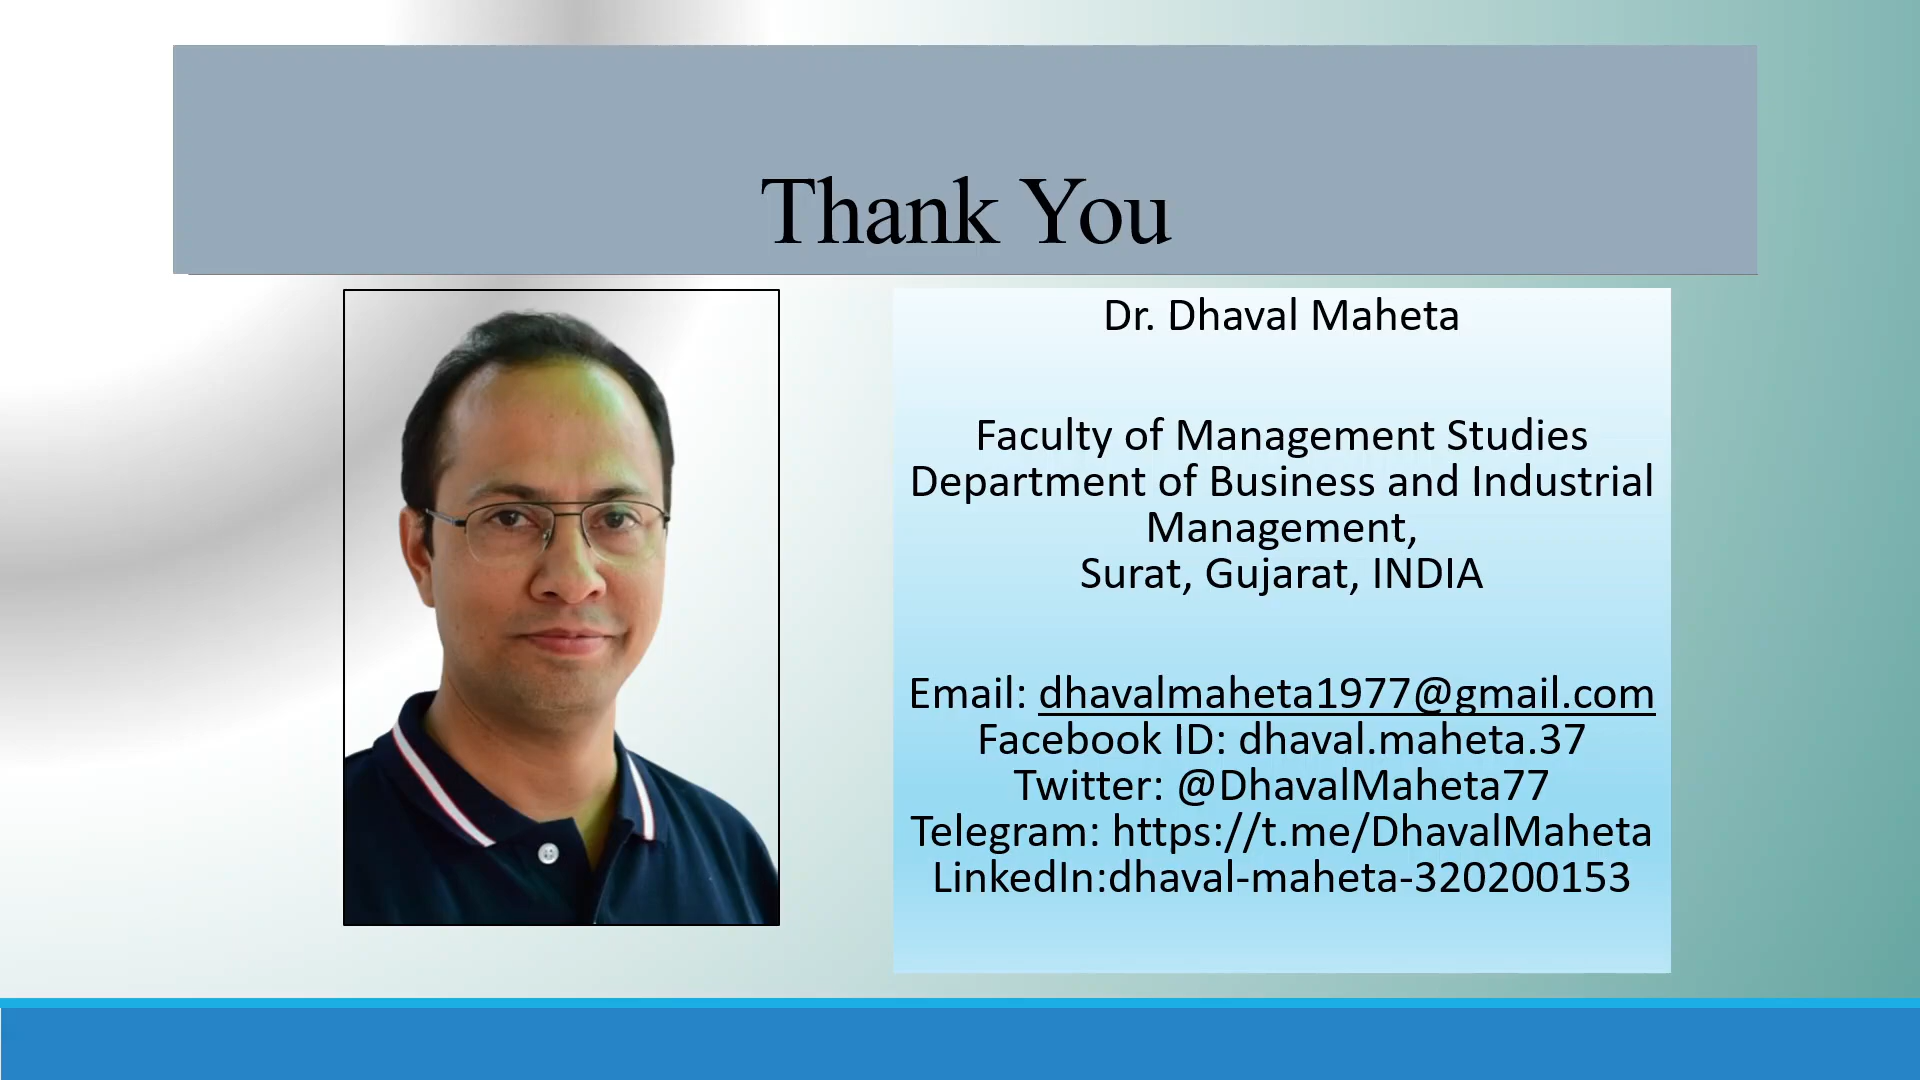 Thank You
Dr. Dhaval Maheta
Faculty of Management Studies
Department of Business and Industrial
Management,
Surat, Gujarat, INDIA
Email: dhavalmaheta1977@gmail.com
Facebook ID: dhaval.maheta.37
Twitter: @DhavalMaheta77
Telegram: https://t.me/DhavalMaheta
LinkedIn:dhaval-maheta-320200153